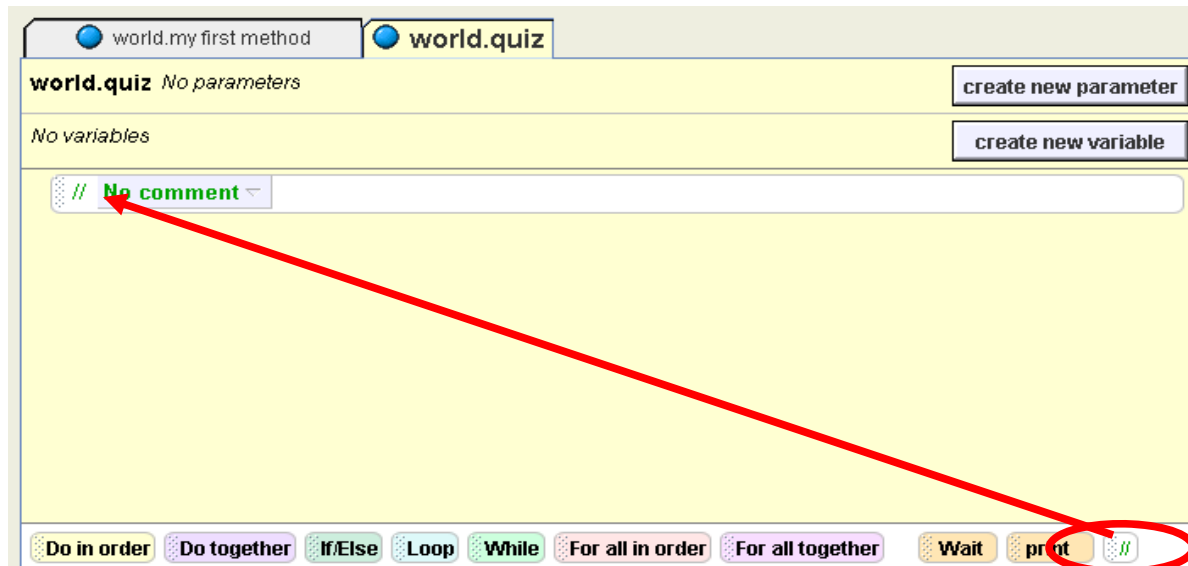 world.my first method world.quiz
world.quiz No parameters create new parameter
No variables create new variable
// No comment
Do in order Do together If/Else Loop While For all in order For all together Wait print //